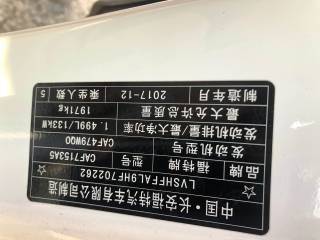 中国·长安福特汽车有限公司制造
☆LVSHFFAL9HF702262☆
品牌 福特牌 CAF7153A5
发动机型号 CAF479WQ0
发动机排量/最大净功率 1.499L/133kW
最大允许总质量 1971kg
制造年月 2017-12 乘坐人数 5